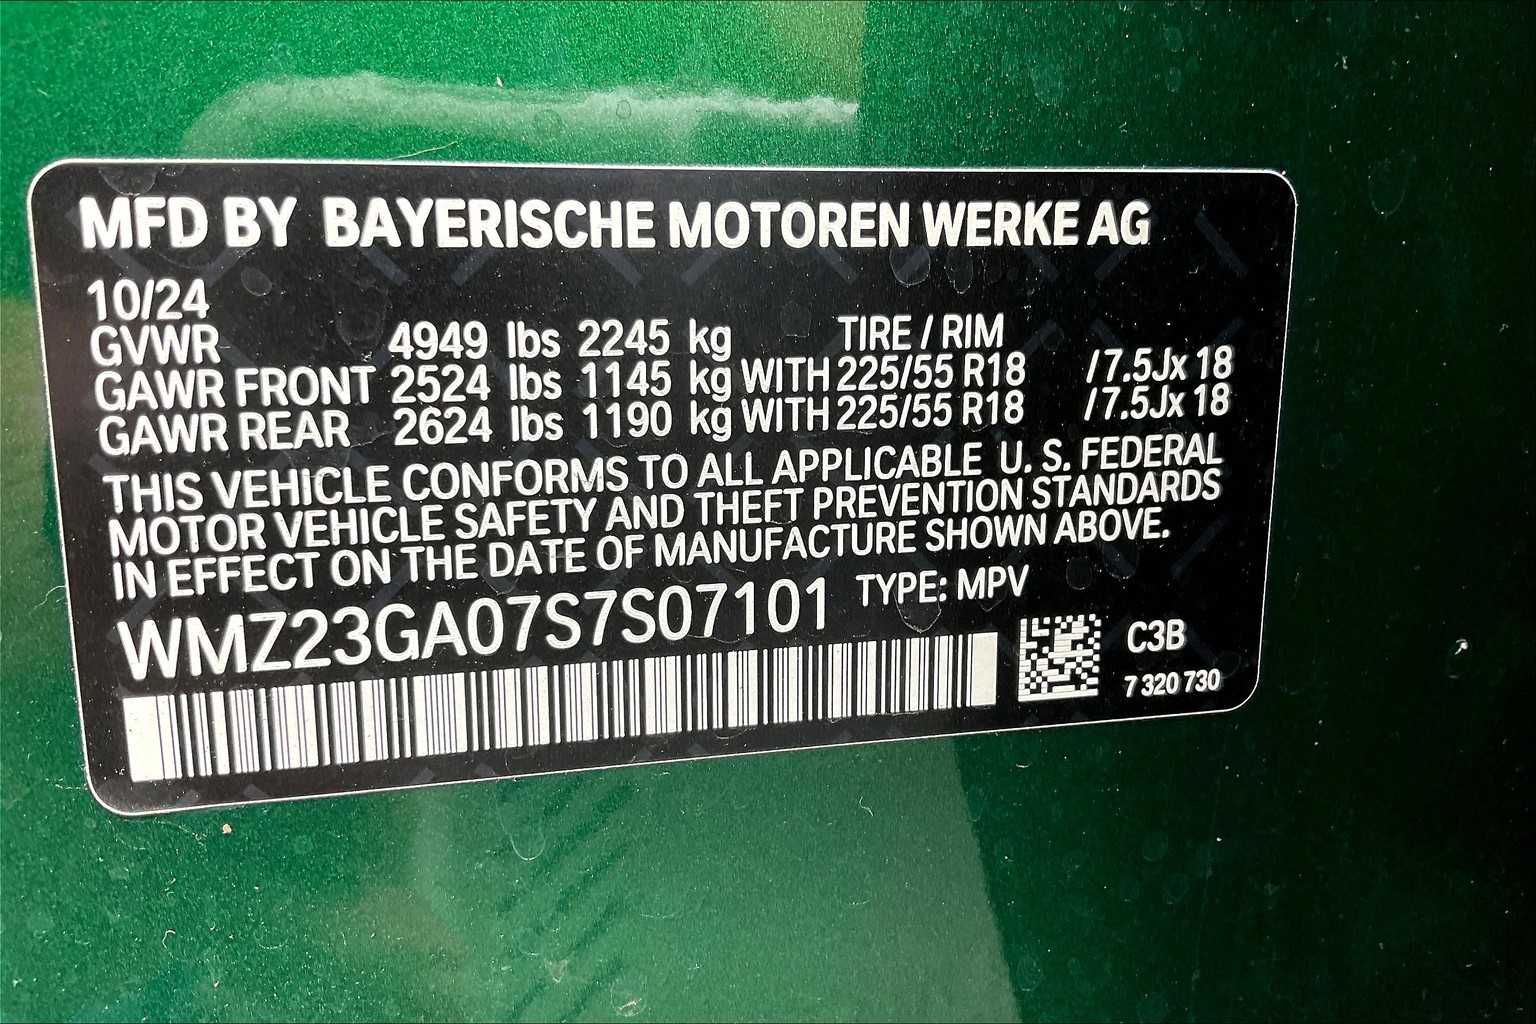 MFD BY BAYERISCHE MOTOREN WERKE AG
10/24
GVWR 4949 lbs 2245 kg TIRE / RIM
GAWR FRONT 2524 lbs 1145 kg WITH 225/55 R18 / 7.5Jx 18
GAWR REAR 2624 lbs 1190 kg WITH 225/55 R18 / 7.5Jx 18
THIS VEHICLE CONFORMS TO ALL APPLICABLE U. S. FEDERAL
MOTOR VEHICLE SAFETY AND THEFT PREVENTION STANDARDS
IN EFFECT ON THE DATE OF MANUFACTURE SHOWN ABOVE.
WMZ23GA07S7S07101 TYPE: MPV
C3B
7 320 730